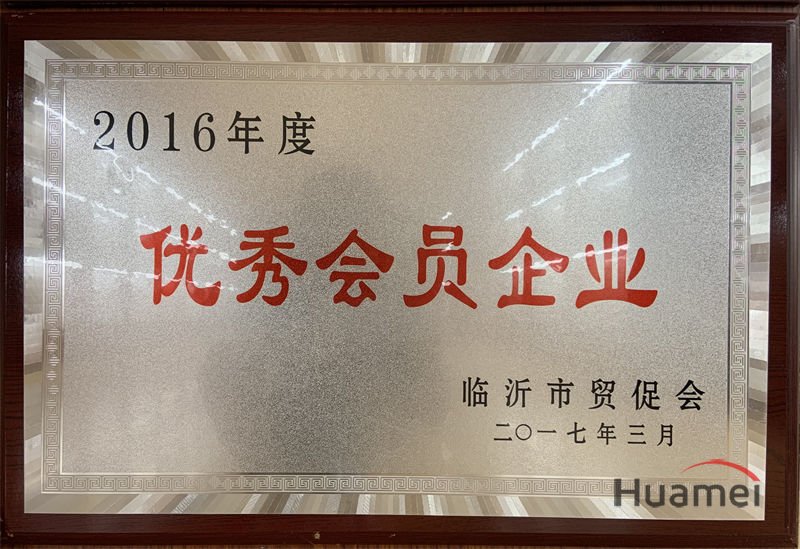 2016年度
优秀会员企业
临沂市贸促会
二〇一七年三月
Huamei